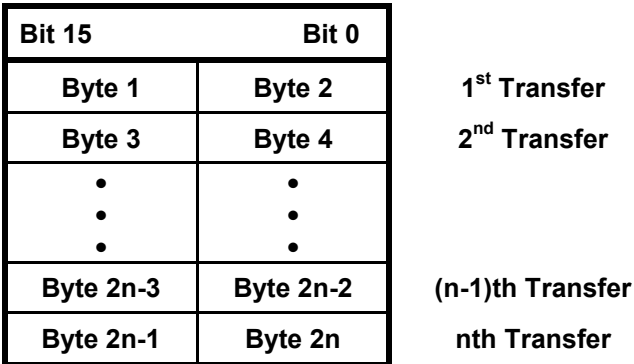 Bit 15 Bit 0
Byte 1 Byte 2 1st Transfer
Byte 3 Byte 4 2nd Transfer
• •
• •
• •
Byte 2n-3 Byte 2n-2 (n-1)th Transfer
Byte 2n-1 Byte 2n nth Transfer